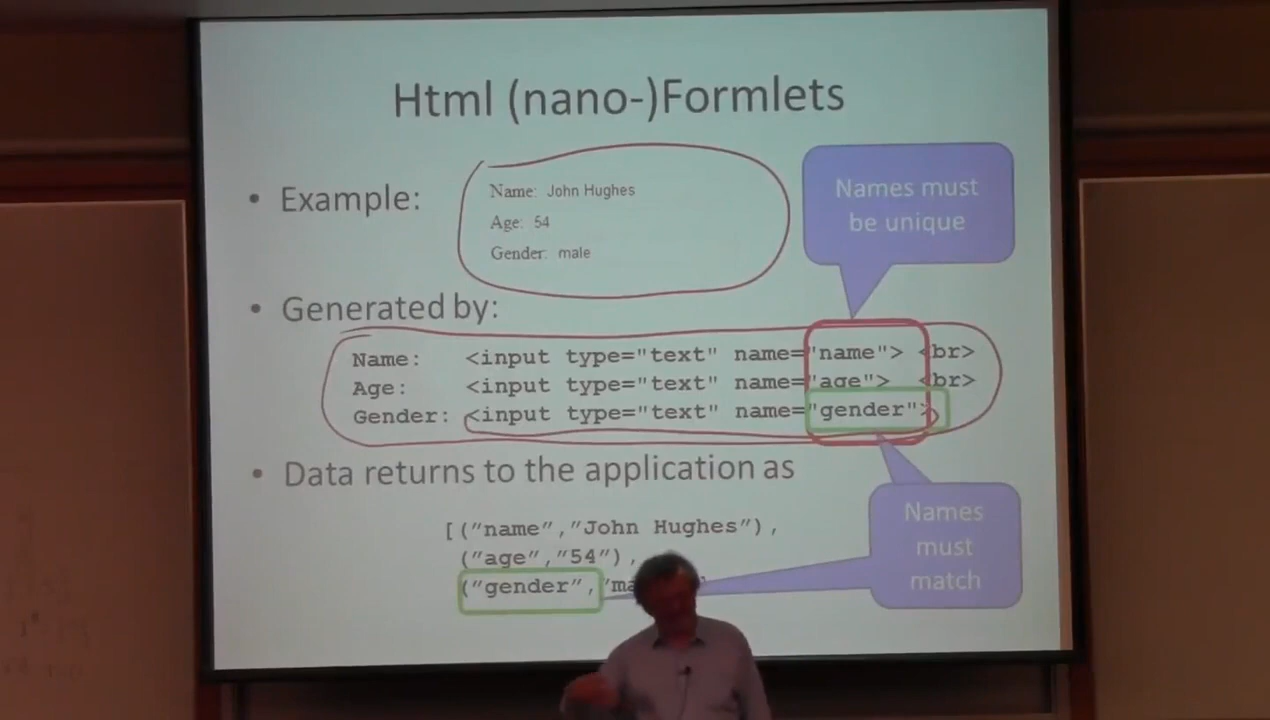 Html (nano-)Formlets
• Example:
Name: John Hughes
Age: 54
Gender: male
Names must
be unique
• Generated by:
Name: <input type="text" name="name"> <br>
Age: <input type="text" name="age"> <br>
Gender: <input type="text" name="gender">
• Data returns to the application as
[("name","John Hughes"),
("age","54"),
("gender",
Names
must
match